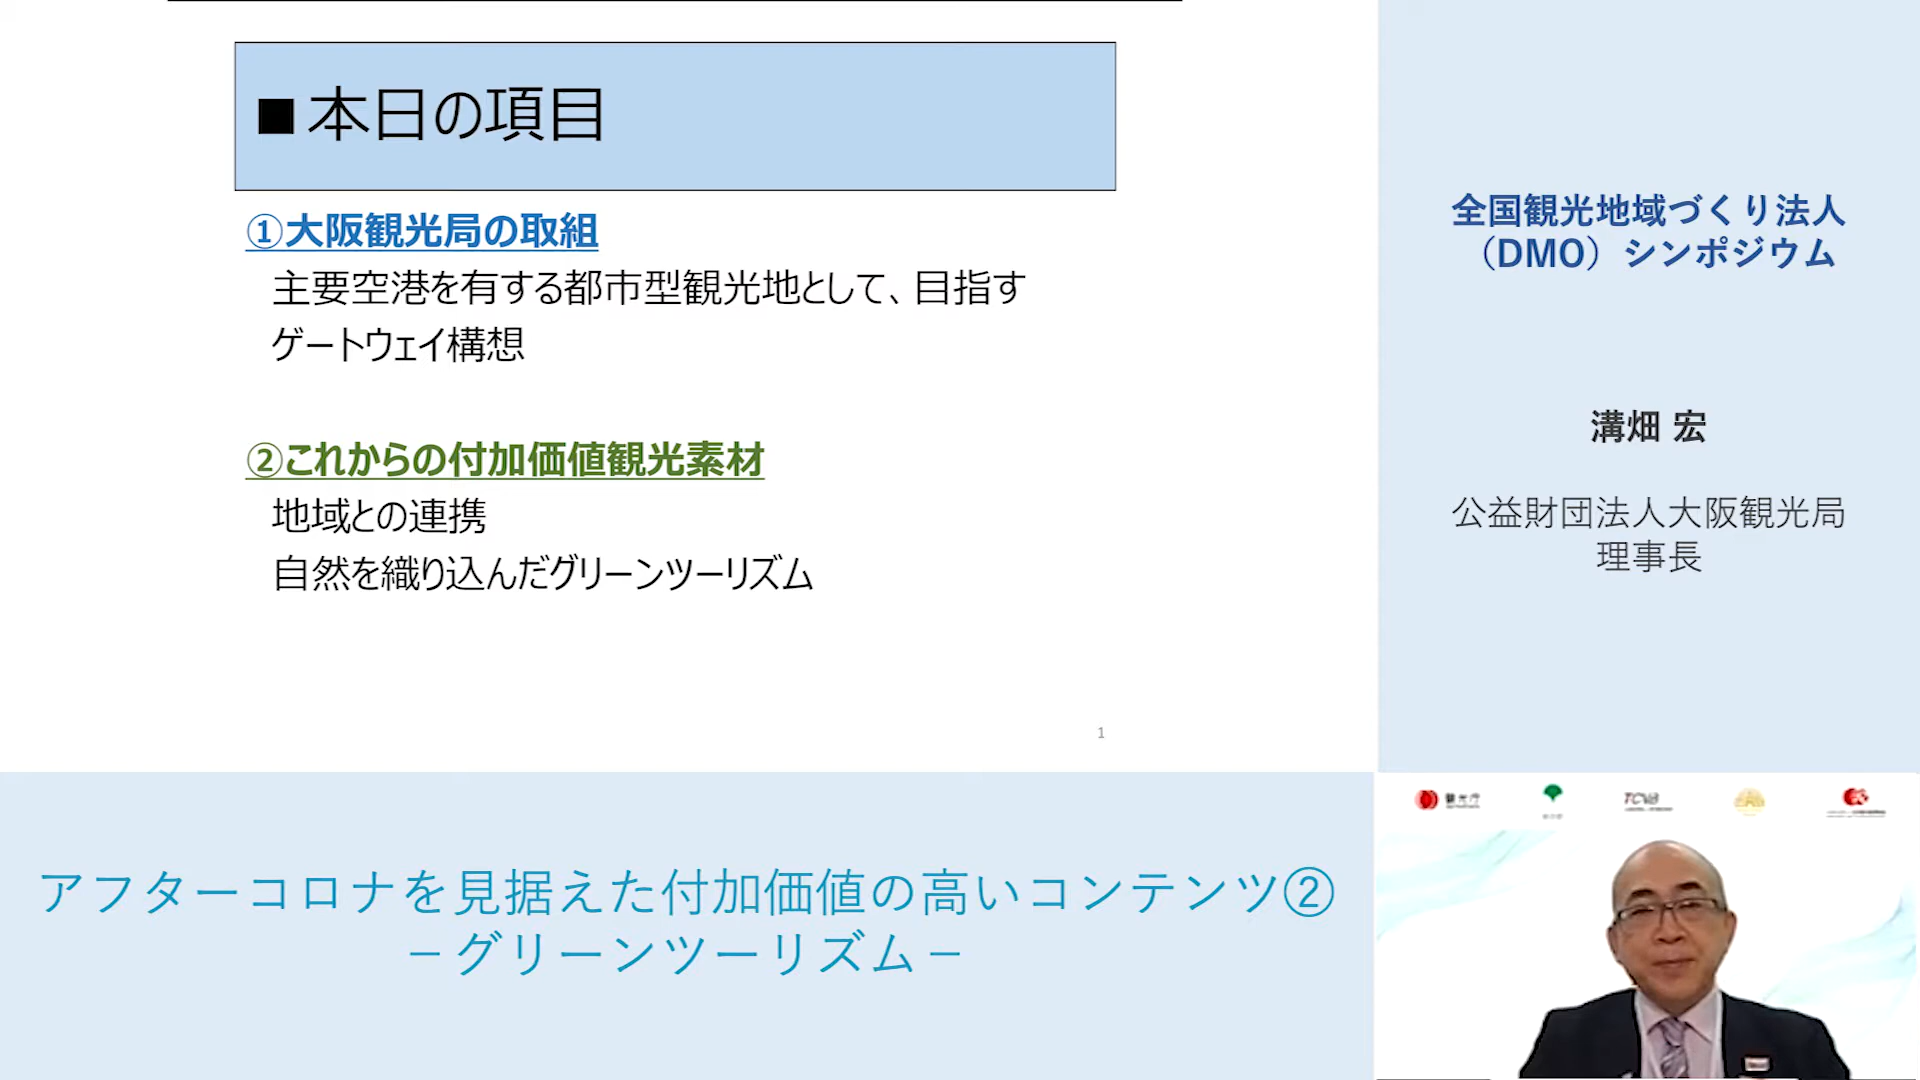 ■本日の項目
①大阪観光局の取組
主要空港を有する都市型観光地として、目指す
ゲートウェイ構想
②これからの付加価値観光素材
地域との連携
自然を織り込んだグリーンツーリズム
1
全国観光地域づくり法人
（DMO）シンポジウム
溝畑 宏
公益財団法人大阪観光局
理事長
アフターコロナを見据えた付加価値の高いコンテンツ②
－グリーンツーリズム－
観光庁
TCVB